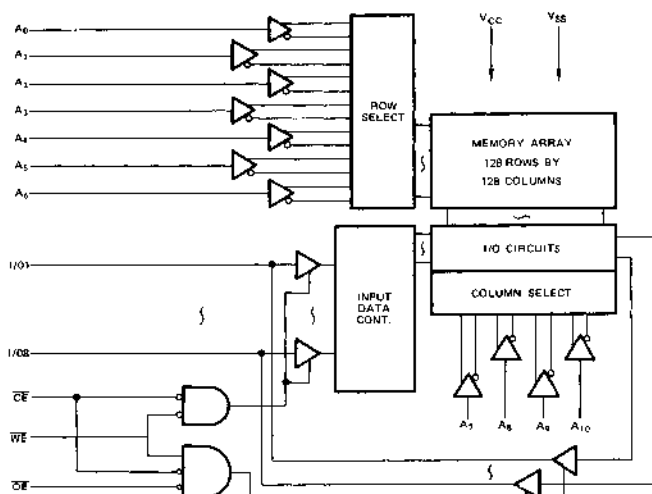 A0
A1
A2
A3
A4
A5
A6
ROW
SELECT
VCC
VSS
MEMORY ARRAY
128 ROWS BY
128 COLUMNS
I/O1
I/O8
INPUT
DATA
CONT.
I/O CIRCUITS
COLUMN SELECT
A7
A8
A9
A10
CE
WE
OE